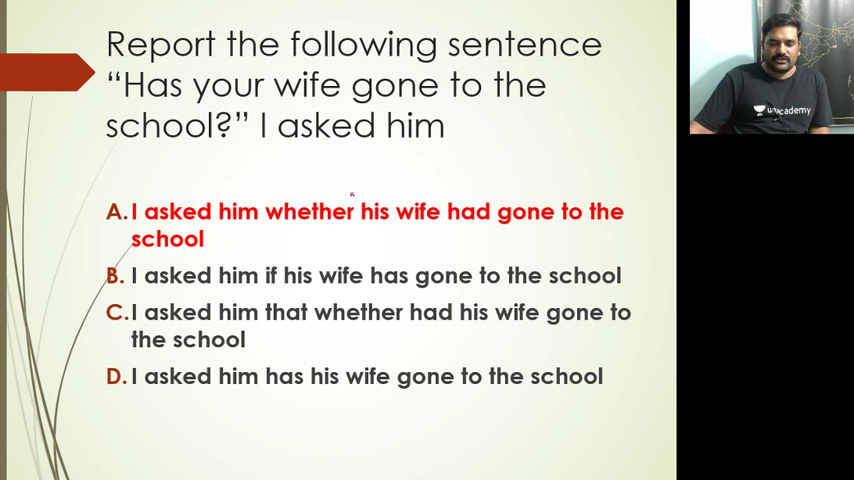 Report the following sentence
“Has your wife gone to the
school?” I asked him
A. I asked him whether his wife had gone to the
school
B. I asked him if his wife has gone to the school
C. I asked him that whether had his wife gone to
the school
D. I asked him has his wife gone to the school
unacademy